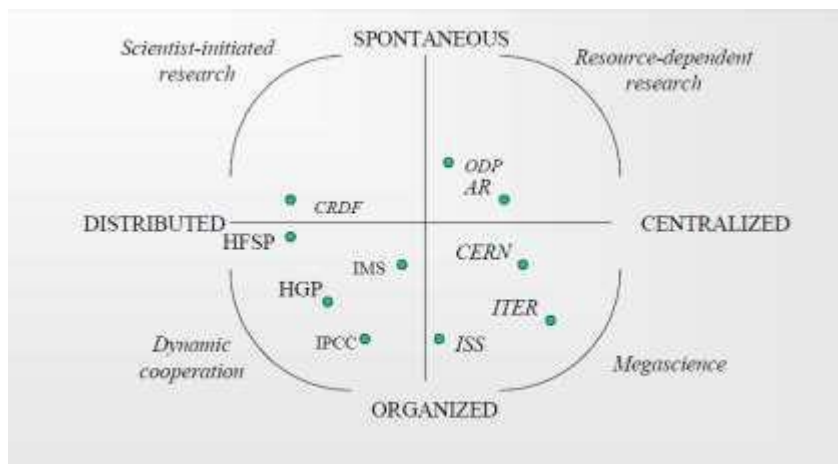 SPONTANEOUS
Scientist-initiated
research
Resource-dependent
research
ODP
AR
CRDF
DISTRIBUTED
CENTRALIZED
HFSP
CERN
IMS
HGP
ITER
IPCC
ISS
Dynamic
cooperation
Megascience
ORGANIZED